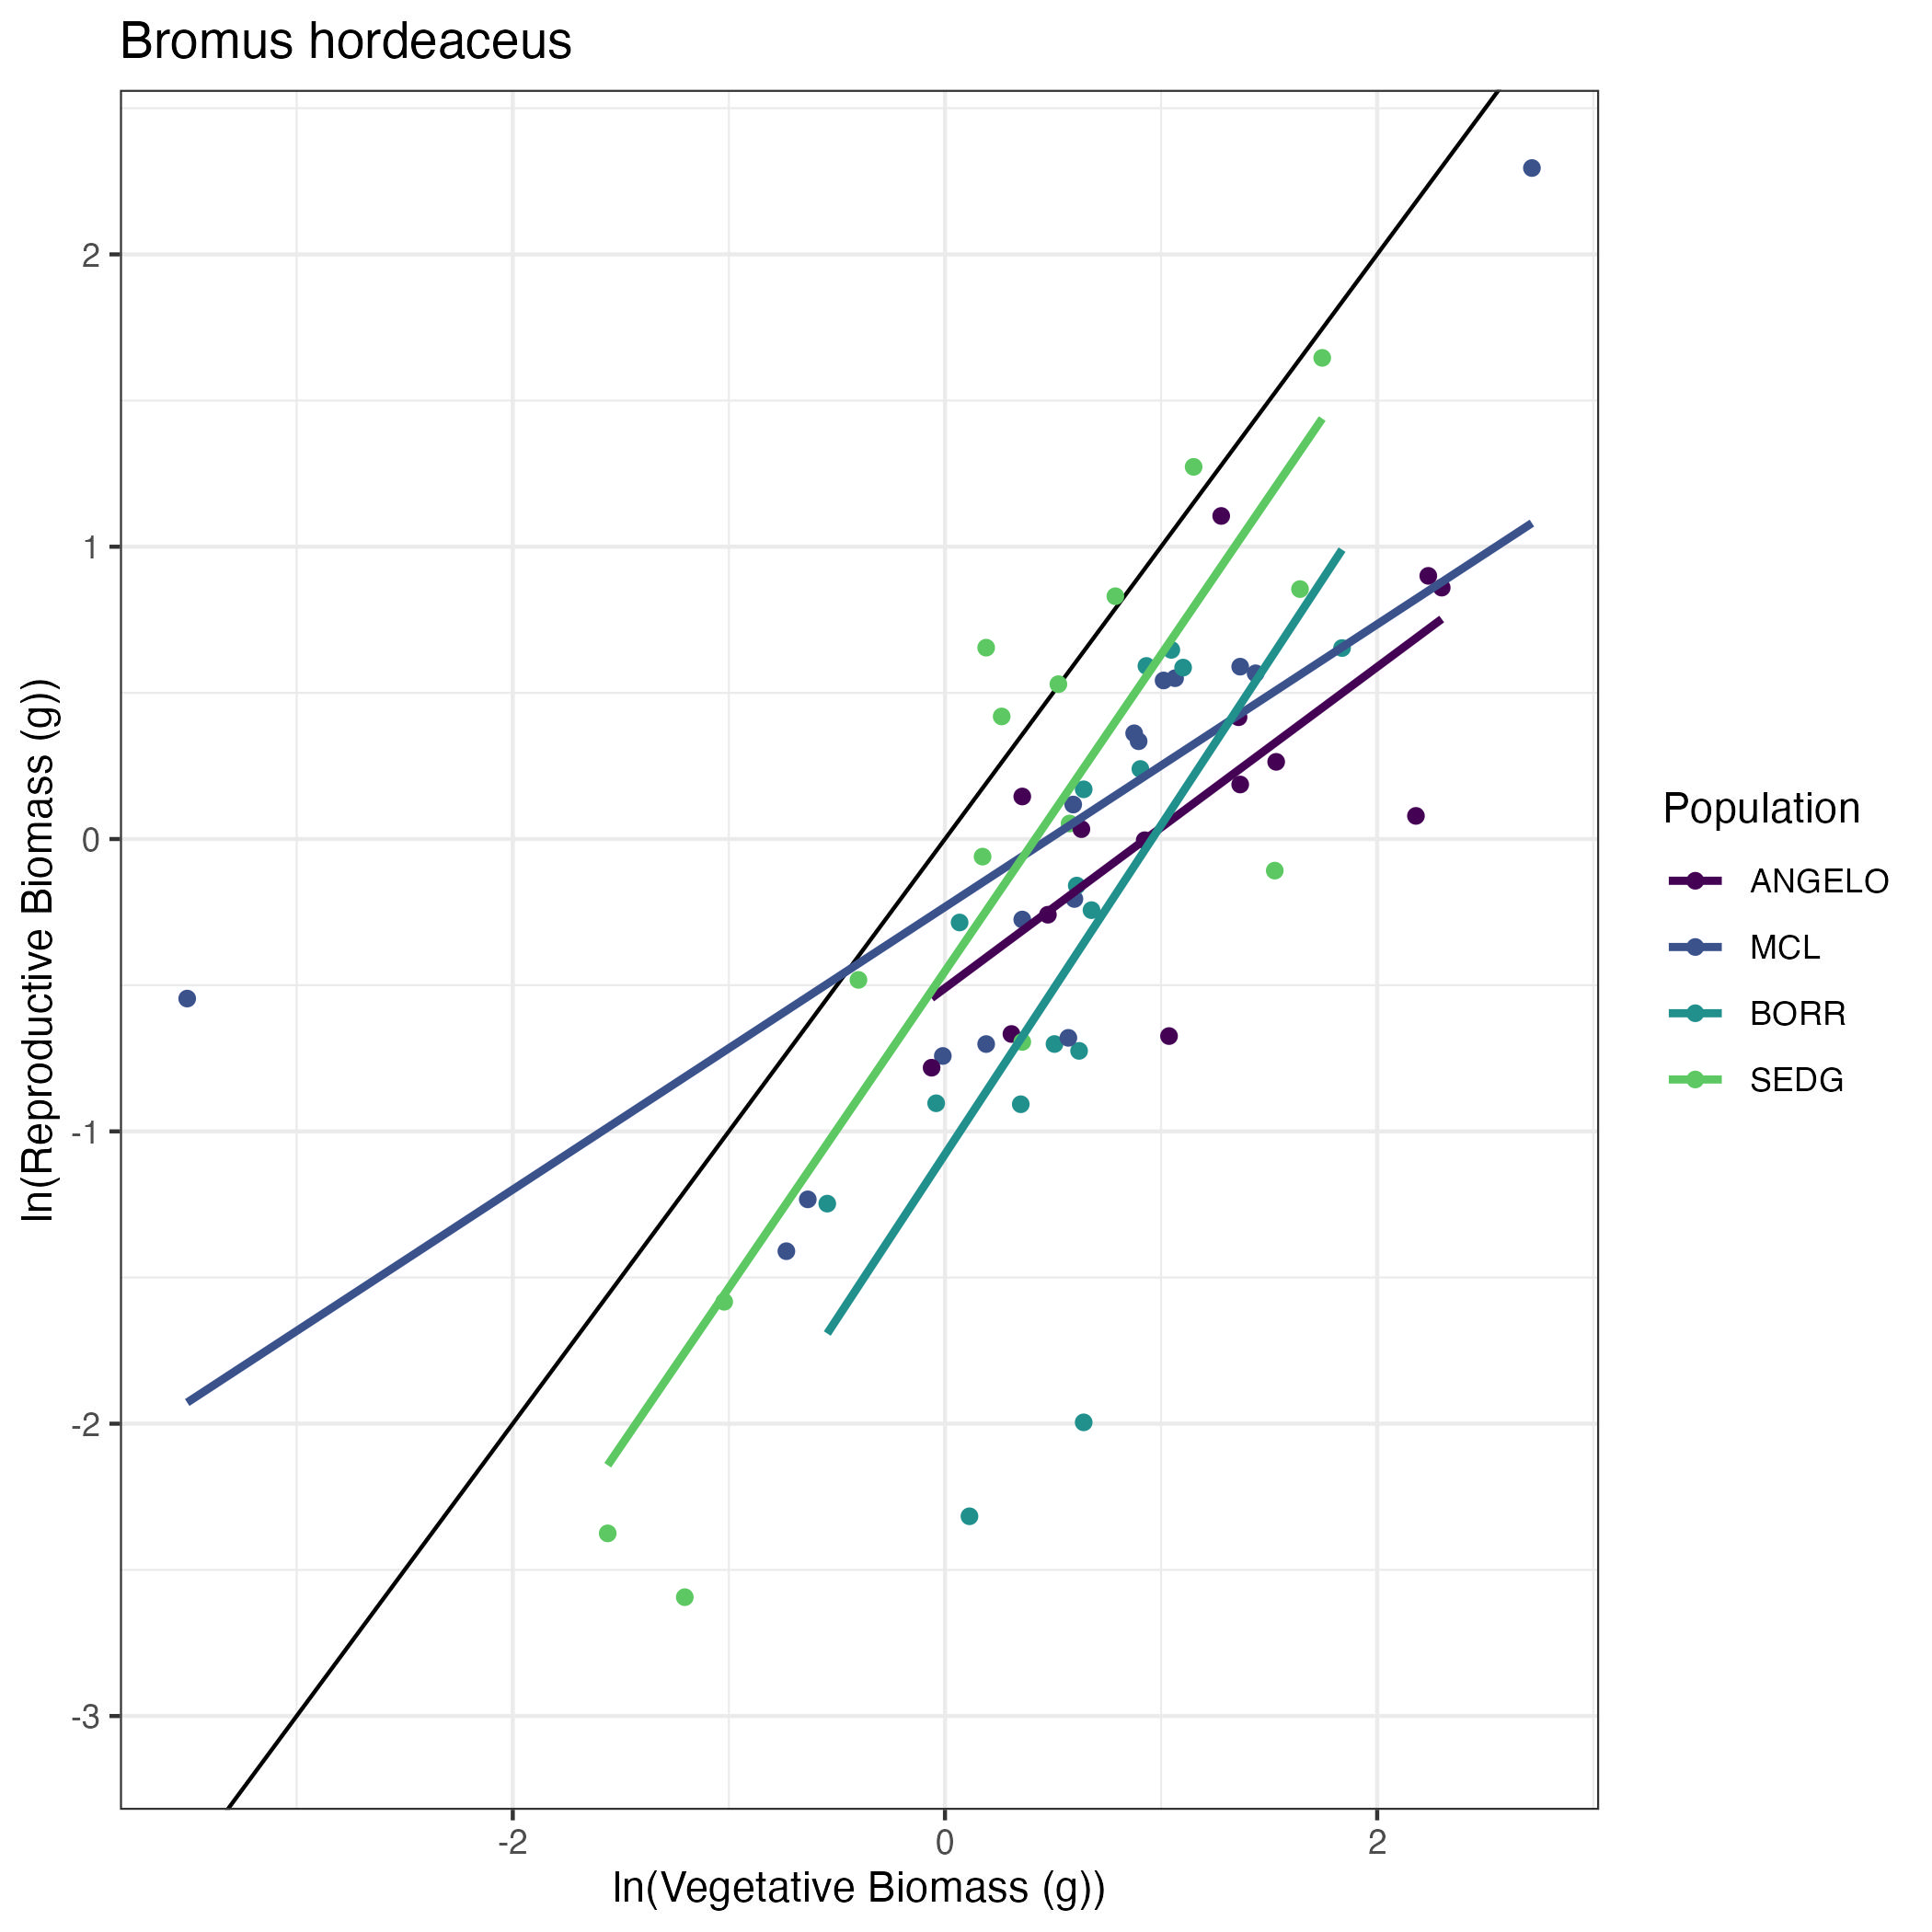 Bromus hordeaceus
ln(Reproductive Biomass (g))
2
1
0
-1
-2
-3
-2
0
2
ln(Vegetative Biomass (g))
Population
ANGELO
MCL
BORR
SEDG